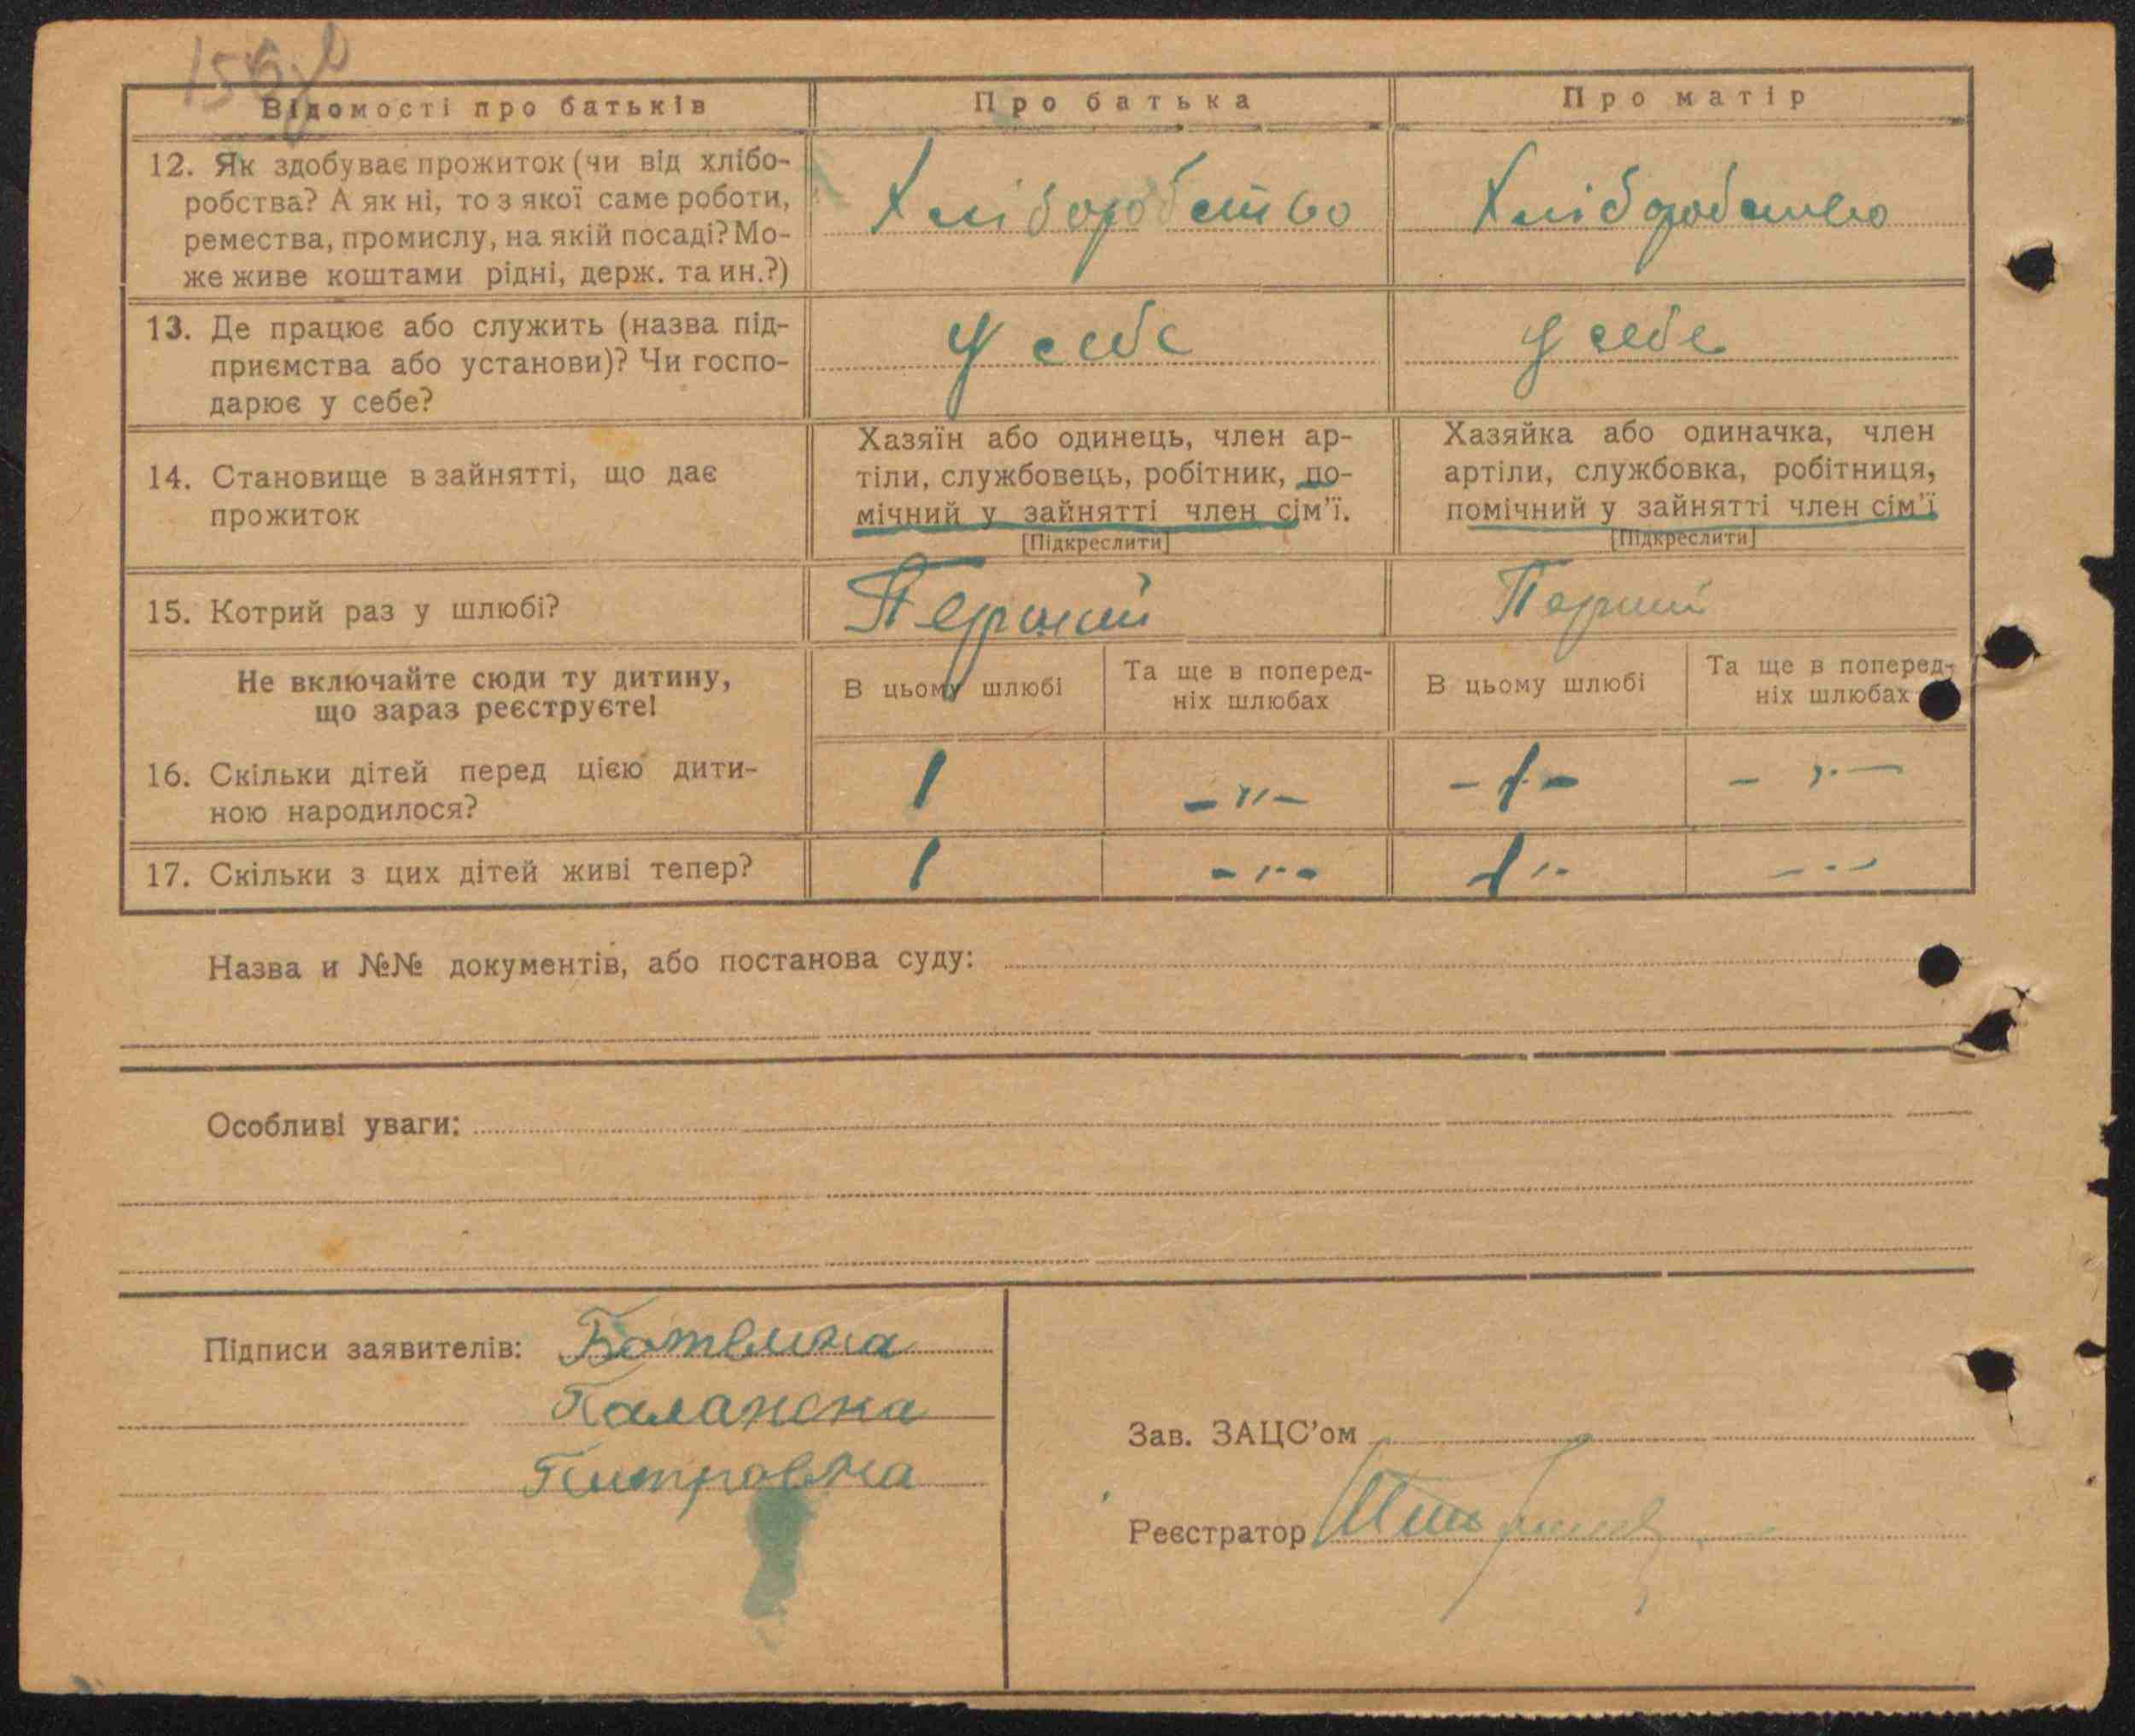 Відомості про батьків
Про батька
Про матір
12. Як здобуває прожиток (чи від хлібо-
робства? А як ні, то з якої саме роботи,
ремества, промислу, на якій посаді? Мо-
же живе коштами рідні, держ. та ин.?)
Хліборобство
Хліборобство
13. Де працює або служить (назва під-
приємства або установи)? Чи госпо-
дарює у себе?
У себе
У себе
14. Становище в зайнятті, що дає
прожиток
Хазяїн або одинець, член ар-
тіли, службовець, робітник, по-
мічний у зайнятті член сім'ї.
[Підкреслити]
Хазяйка або одиначка, член
артіли, службовка, робітниця,
помічний у зайнятті член сім'ї
[Підкреслити]
15. Котрий раз у шлюбі?
Перший
Перший
Не включайте сюди ту дитину,
що зараз реєструєте!
В цьому шлюбі
Та ще в поперед-
ніх шлюбах
В цьому шлюбі
Та ще в поперед-
ніх шлюбах
16. Скільки дітей перед цією дити-
ною народилося?
1
-"-
-1-
-"-
17. Скільки з цих дітей живі тепер?
1
-"-
1"
-"-
Назва и №№ документів, або постанова суду:
Особливі уваги:
Підписи заявителів: Ботвина
Палажка
Питровна
Зав. ЗАЦС'ом
Реєстратор